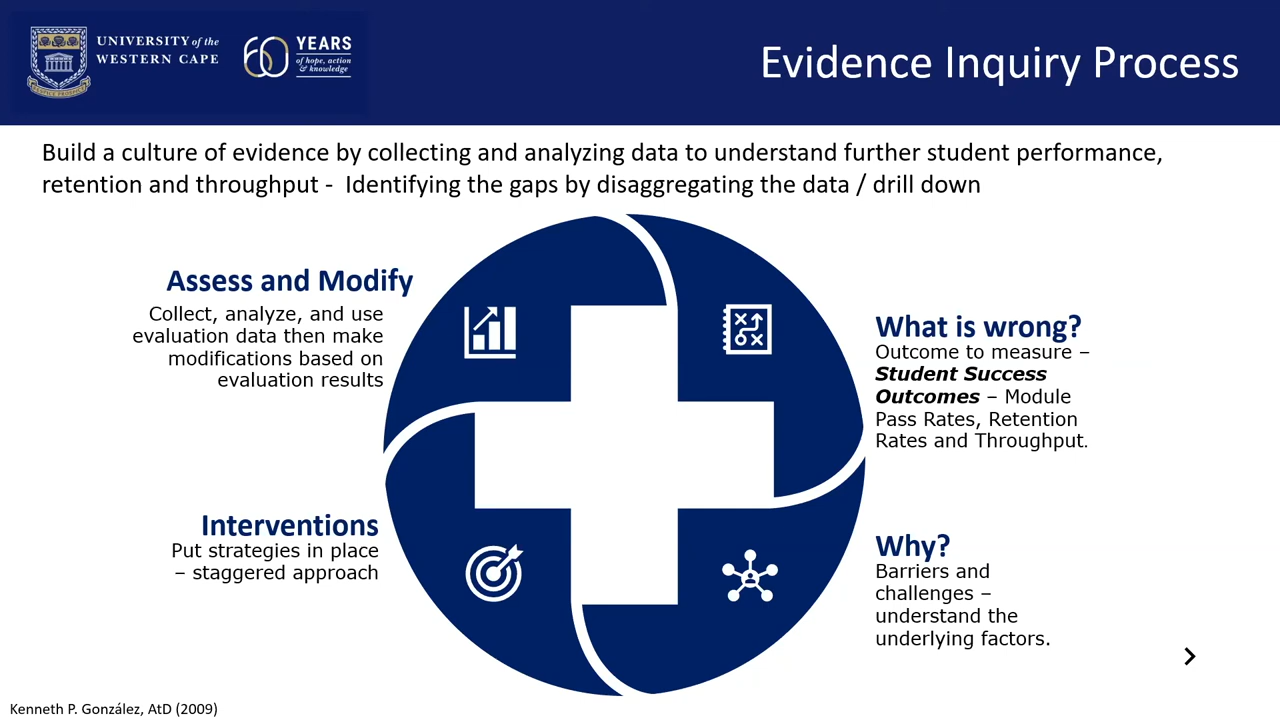 UNIVERSITY of the
WESTERN CAPE
60 YEARS
of hope, action
& knowledge
Evidence Inquiry Process
Build a culture of evidence by collecting and analyzing data to understand further student performance,
retention and throughput - Identifying the gaps by disaggregating the data / drill down
Assess and Modify
Collect, analyze, and use
evaluation data then make
modifications based on
evaluation results
What is wrong?
Outcome to measure –
Student Success
Outcomes – Module
Pass Rates, Retention
Rates and Throughput.
Interventions
Put strategies in place
– staggered approach
Why?
Barriers and
challenges –
understand the
underlying factors.
Kenneth P. González, AtD (2009)